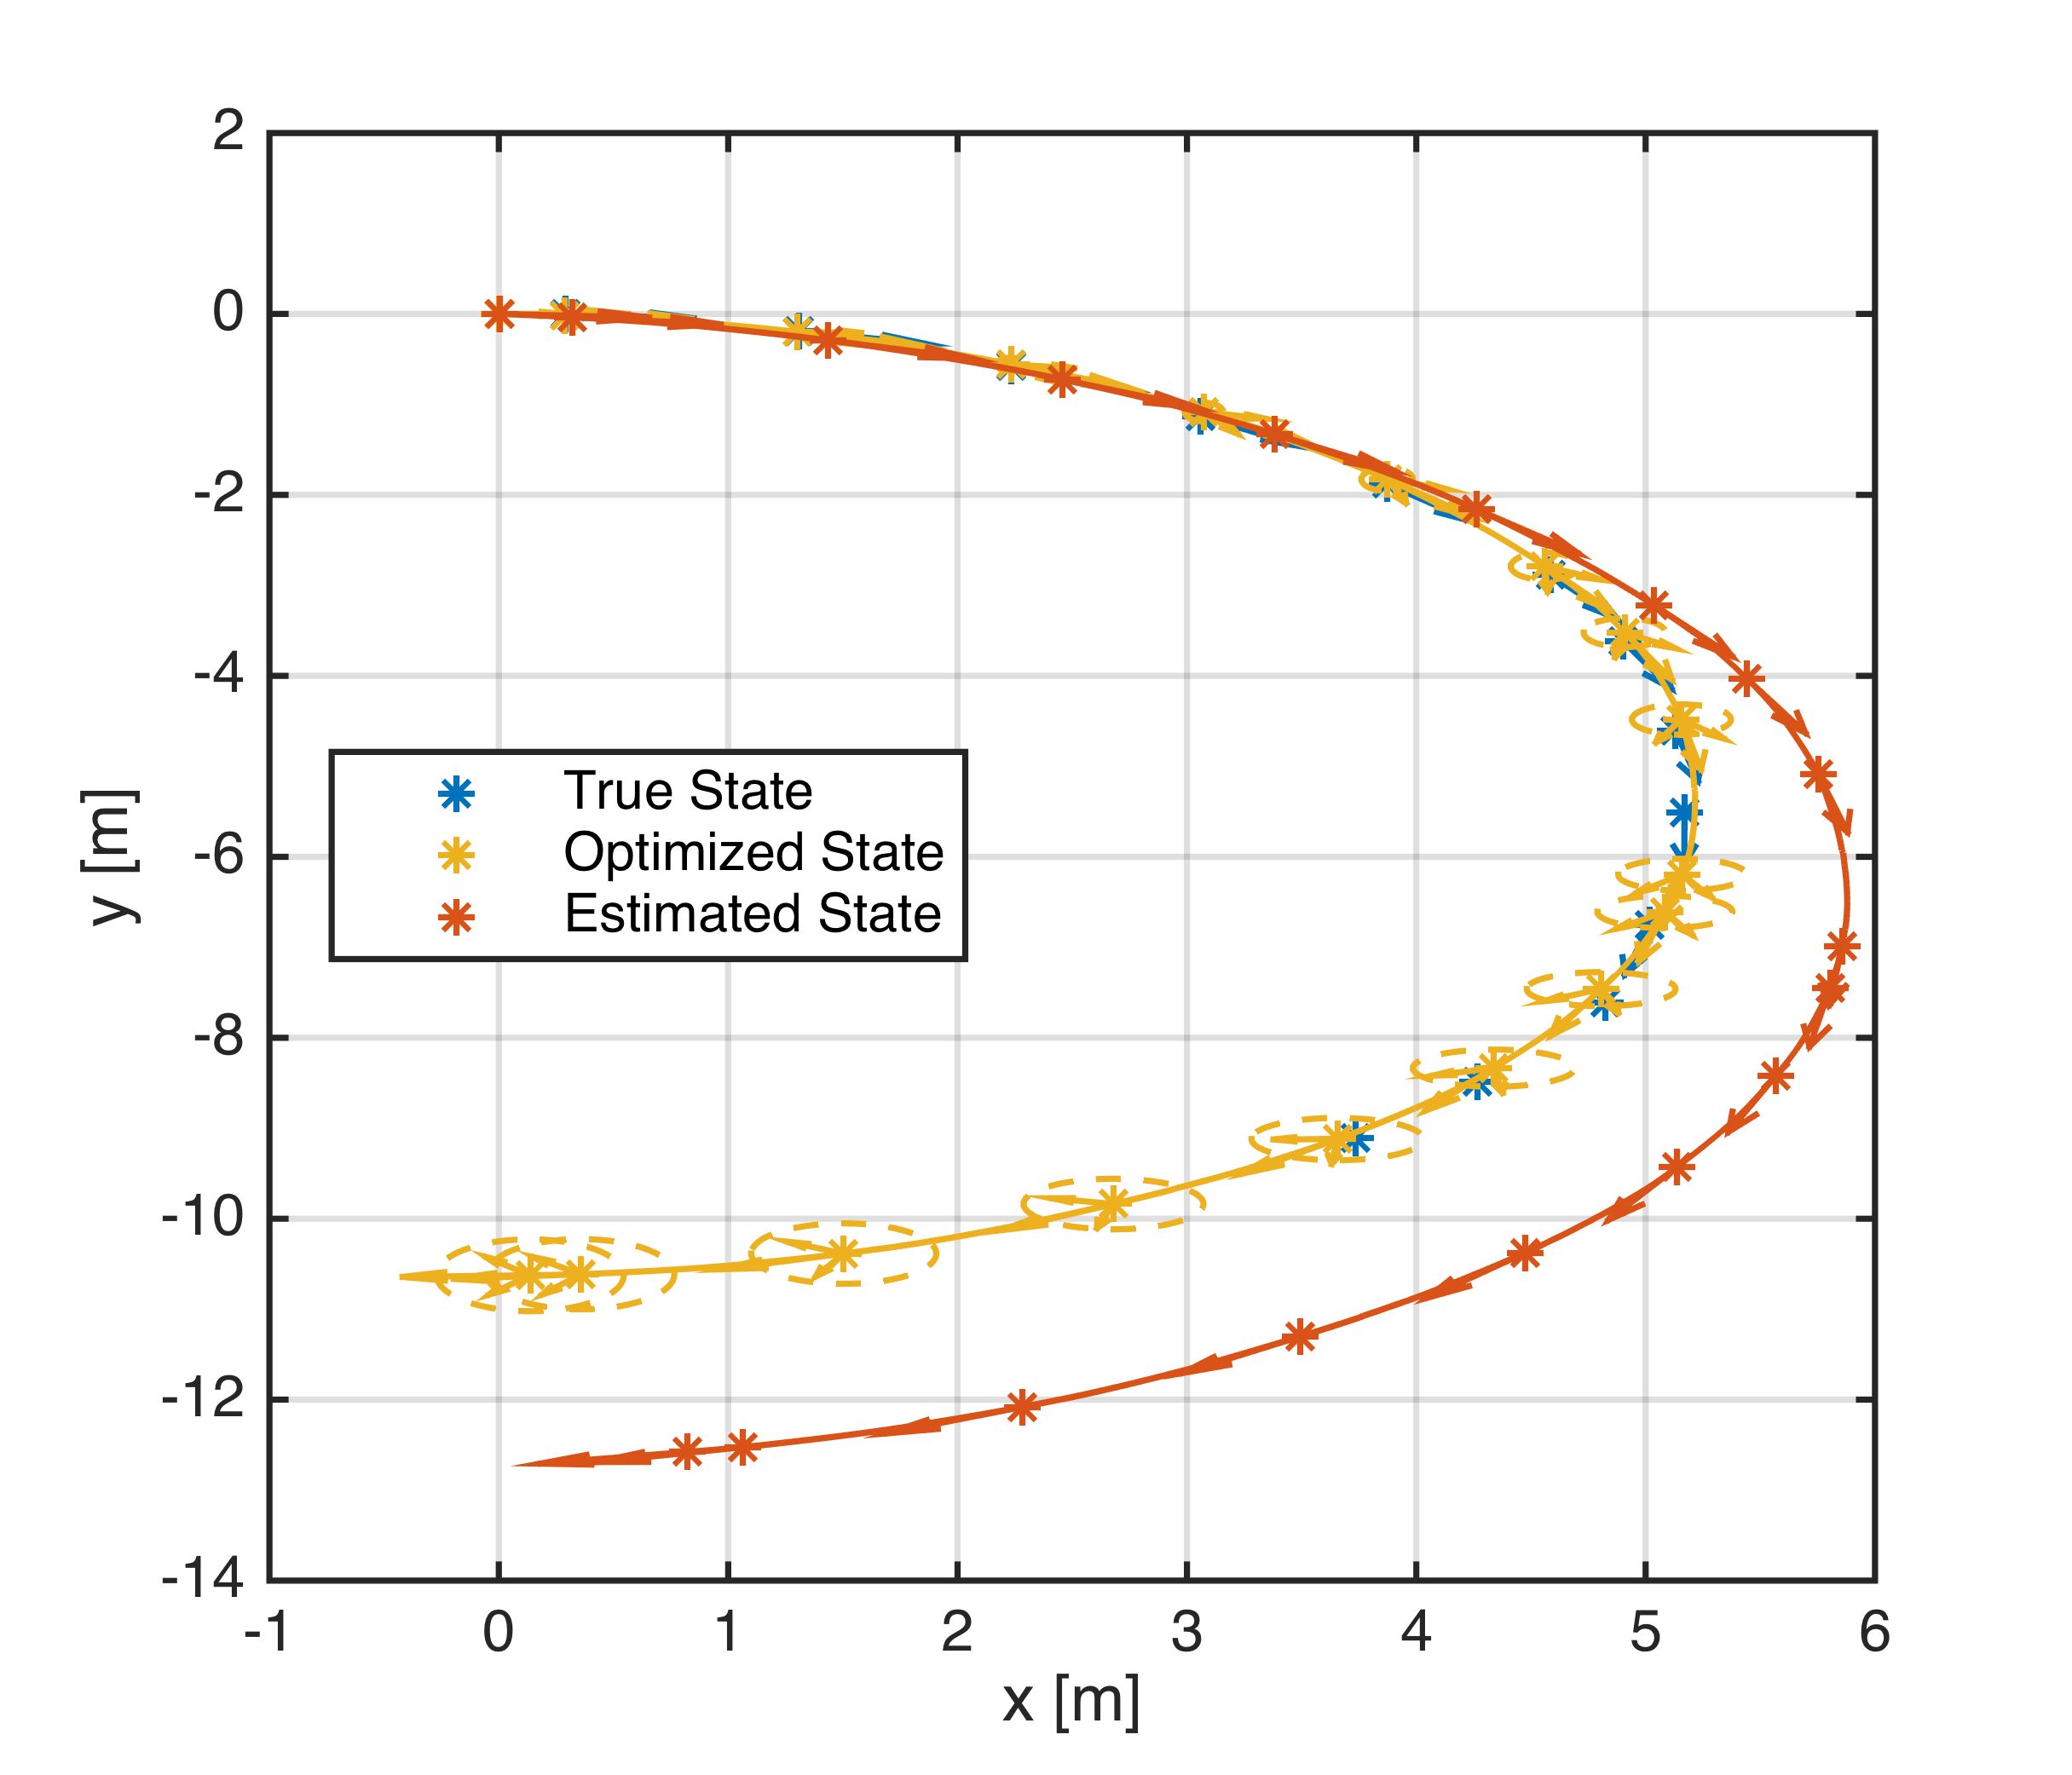 2
0
-2
-4
-6
-8
-10
-12
-14
y [m]
True State
Optimized State
Estimated State
-1 0 1 2 3 4 5 6
x [m]